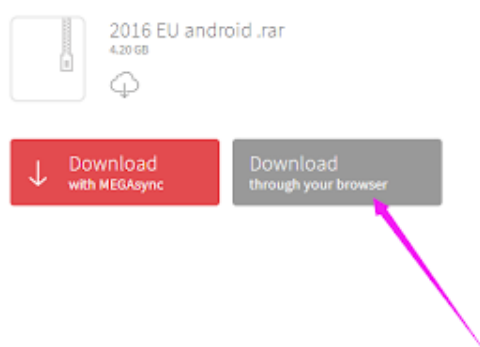 2016 EU android .rar
4.20 GB
Download
with MEGAsync
Download
through your browser